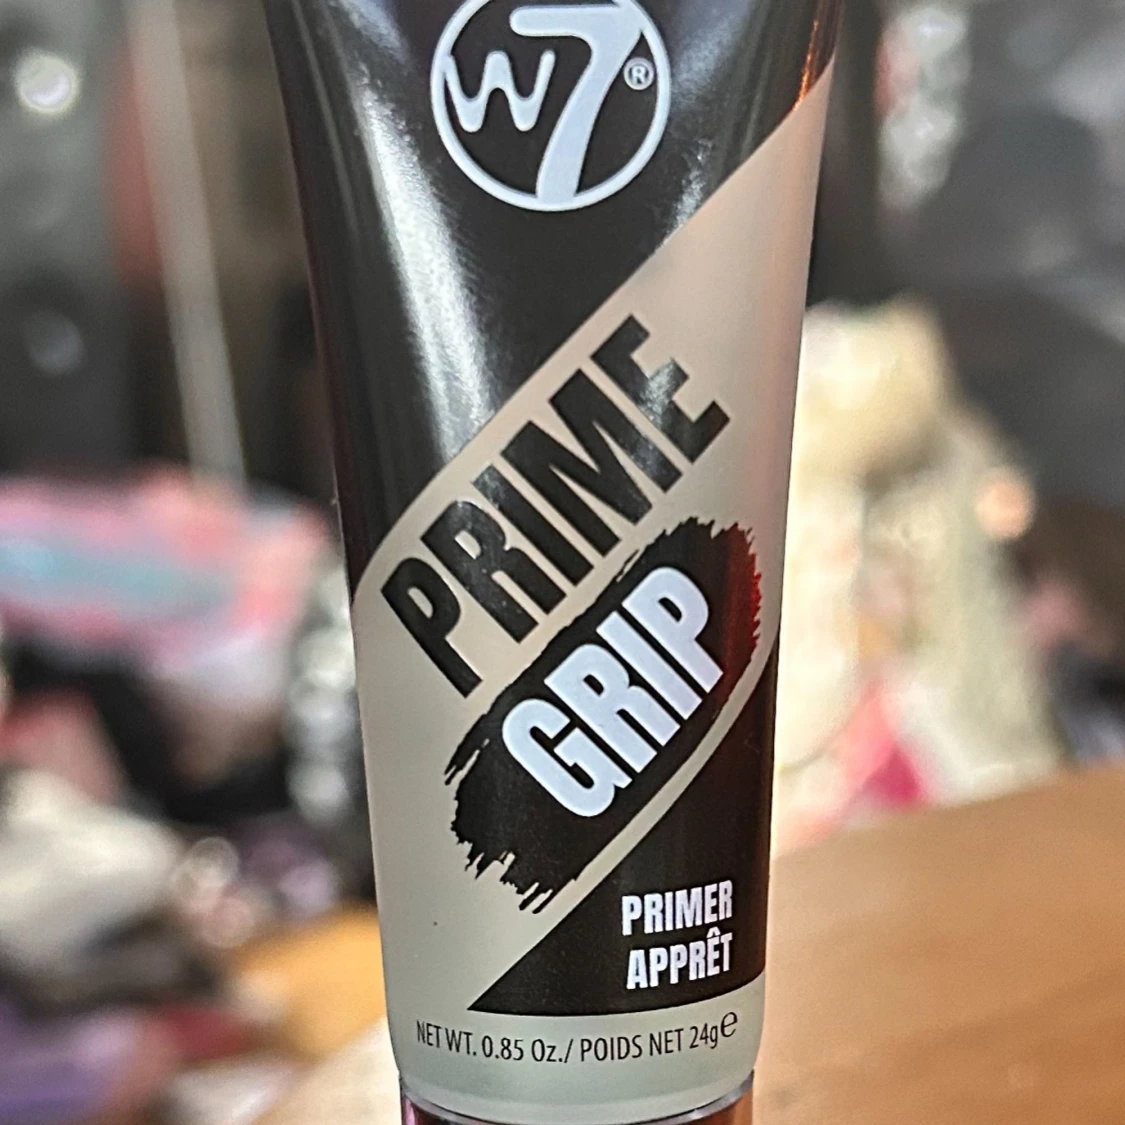 W7®
PRIME
GRIP
PRIMER
APPRÊT
NET WT. 0.85 Oz./ POIDS NET 24g℮